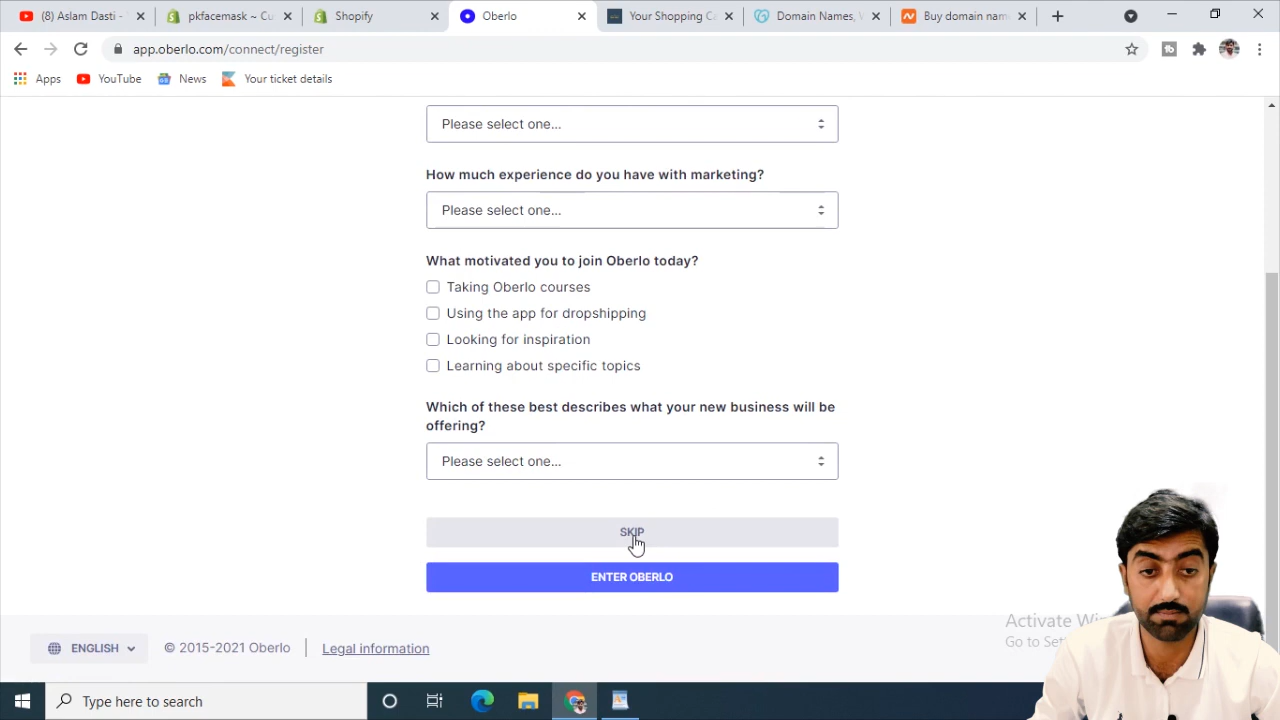 (8) Aslam Dasti -
pkfacemask ~ Cu
Shopify
Oberlo
Your Shopping Ca
Domain Names, W
Buy domain nam
app.oberlo.com/connect/register
Apps
YouTube
News
Your ticket details
Please select one...
How much experience do you have with marketing?
Please select one...
What motivated you to join Oberlo today?
Taking Oberlo courses
Using the app for dropshipping
Looking for inspiration
Learning about specific topics
Which of these best describes what your new business will be
offering?
Please select one...
SKIP
ENTER OBERLO
Activate Wi
Go to Set
ENGLISH
© 2015-2021 Oberlo
Legal information
Type here to search